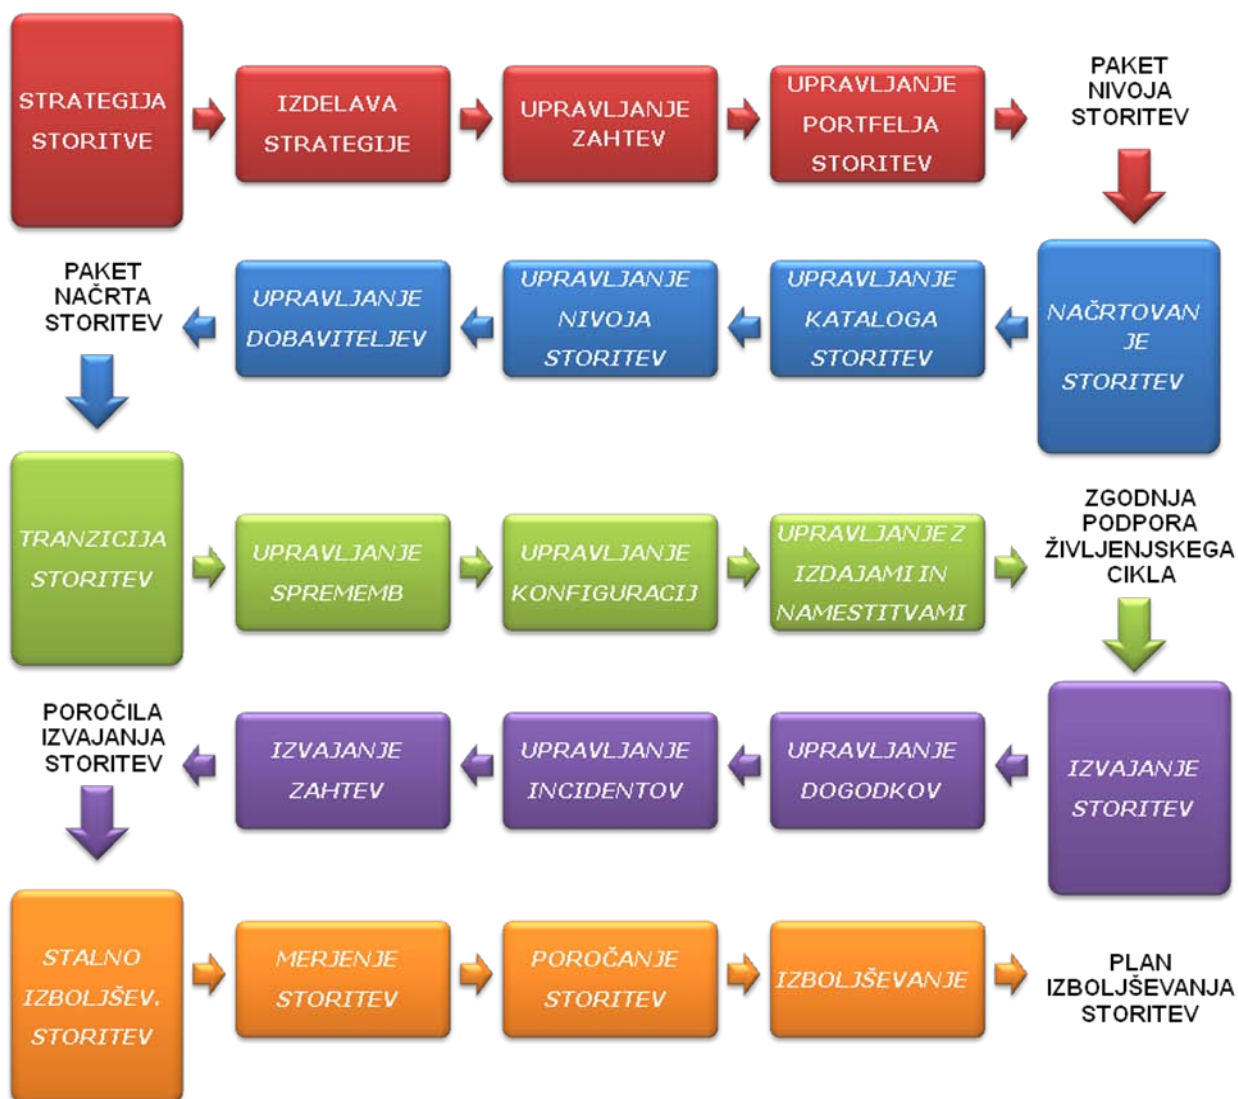 STRATEGIJA
STORITVE
IZDELAVA
STRATEGIJE
UPRAVLJANJE
ZAHTEV
UPRAVLJANJE
PORTFELJA
STORITEV
PAKET
NIVOJA
STORITEV
NAČRTOVAN
JE
STORITEV
UPRAVLJANJE
KATALOGA
STORITEV
UPRAVLJANJE
NIVOJA
STORITEV
UPRAVLJANJE
DOBAVITELJEV
PAKET
NAČRTA
STORITEV
TRANZICIJA
STORITEV
UPRAVLJANJE
SPREMEMB
UPRAVLJANJE
KONFIGURACIJ
UPRAVLJANJE Z
IZDAJAMI IN
NAMESTITVAMI
ZGODNJA
PODPORA
ŽIVLJENJSKEGA
CIKLA
IZVAJANJE
STORITEV
UPRAVLJANJE
DOGODKOV
UPRAVLJANJE
INCIDENTOV
IZVAJANJE
ZAHTEV
POROČILA
IZVAJANJA
STORITEV
STALNO
IZBOLJŠEV.
STORITEV
MERJENJE
STORITEV
POROČANJE
STORITEV
IZBOLJŠEVANJE
PLAN
IZBOLJŠEVANJA
STORITEV